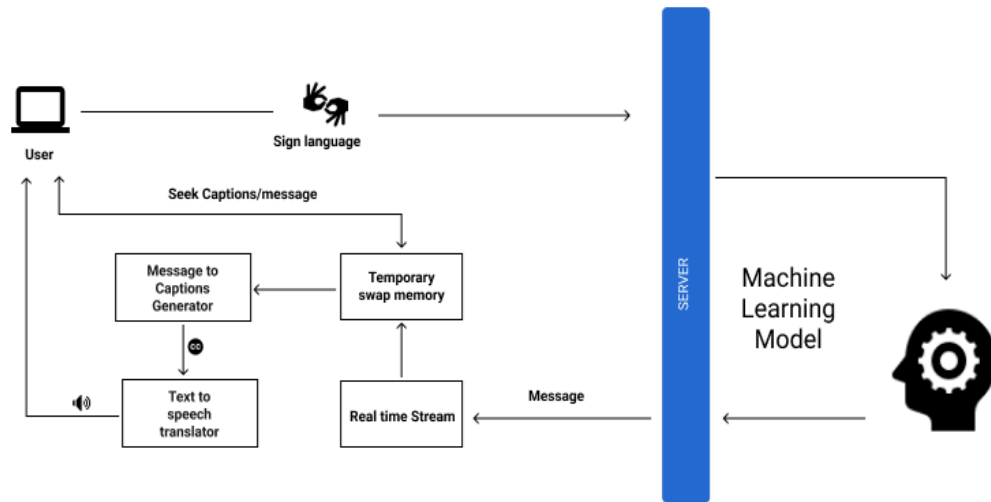 User
Sign language
Seek Captions/message
Message to
Captions
Generator
Temporary
swap memory
CC
Text to
speech
translator
Real time Stream
Message
SERVER
Machine
Learning
Model